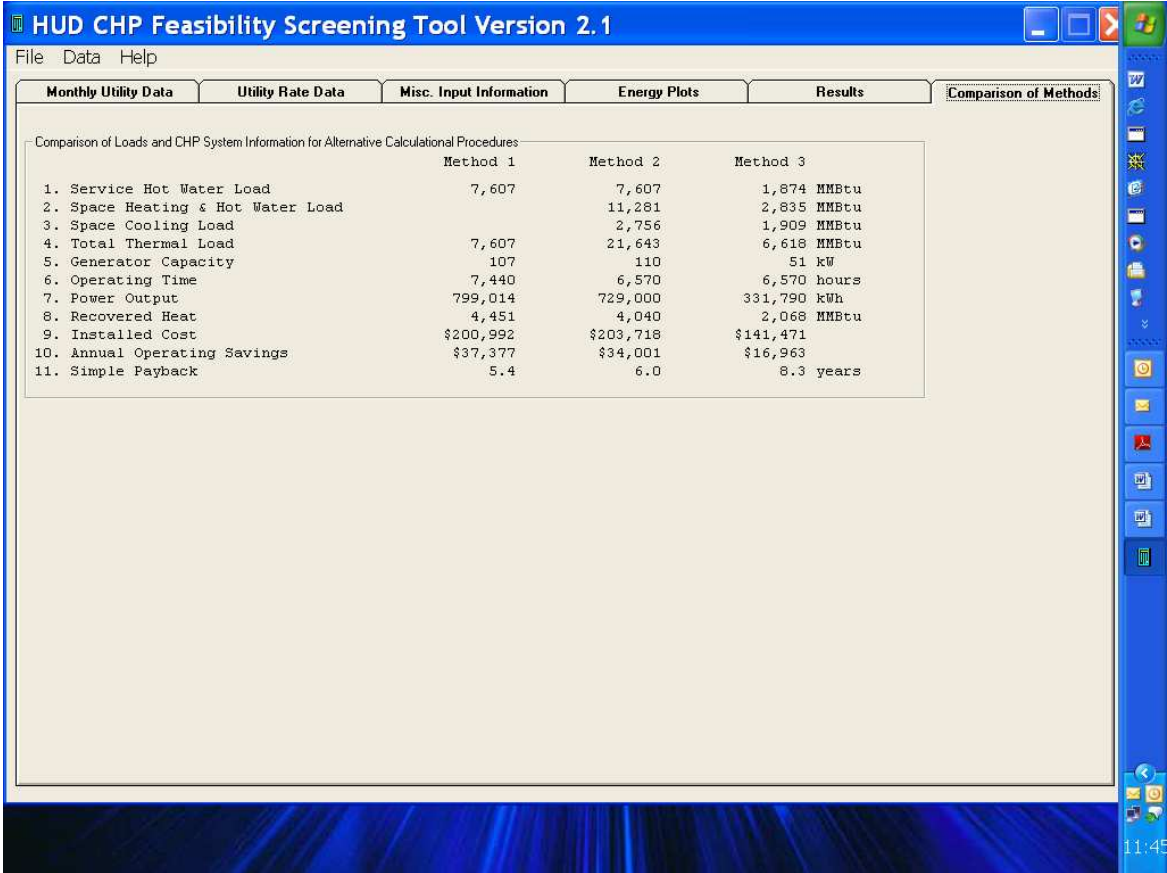 HUD CHP Feasibility Screening Tool Version 2.1
File Data Help
Monthly Utility Data Utility Rate Data Misc. Input Information Energy Plots Results Comparison of Methods
Comparison of Loads and CHP System Information for Alternative Calculational Procedures
Method 1 Method 2 Method 3
1. Service Hot Water Load 7,607 7,607 1,874 MMBtu
2. Space Heating & Hot Water Load 11,281 2,835 MMBtu
3. Space Cooling Load 2,756 1,909 MMBtu
4. Total Thermal Load 7,607 21,643 6,618 MMBtu
5. Generator Capacity 107 110 51 kW
6. Operating Time 7,440 6,570 6,570 hours
7. Power Output 799,014 729,000 331,790 kWh
8. Recovered Heat 4,451 4,040 2,068 MMBtu
9. Installed Cost $200,992 $203,718 $141,471
10. Annual Operating Savings $37,377 $34,001 $16,963
11. Simple Payback 5.4 6.0 8.3 years
11:45